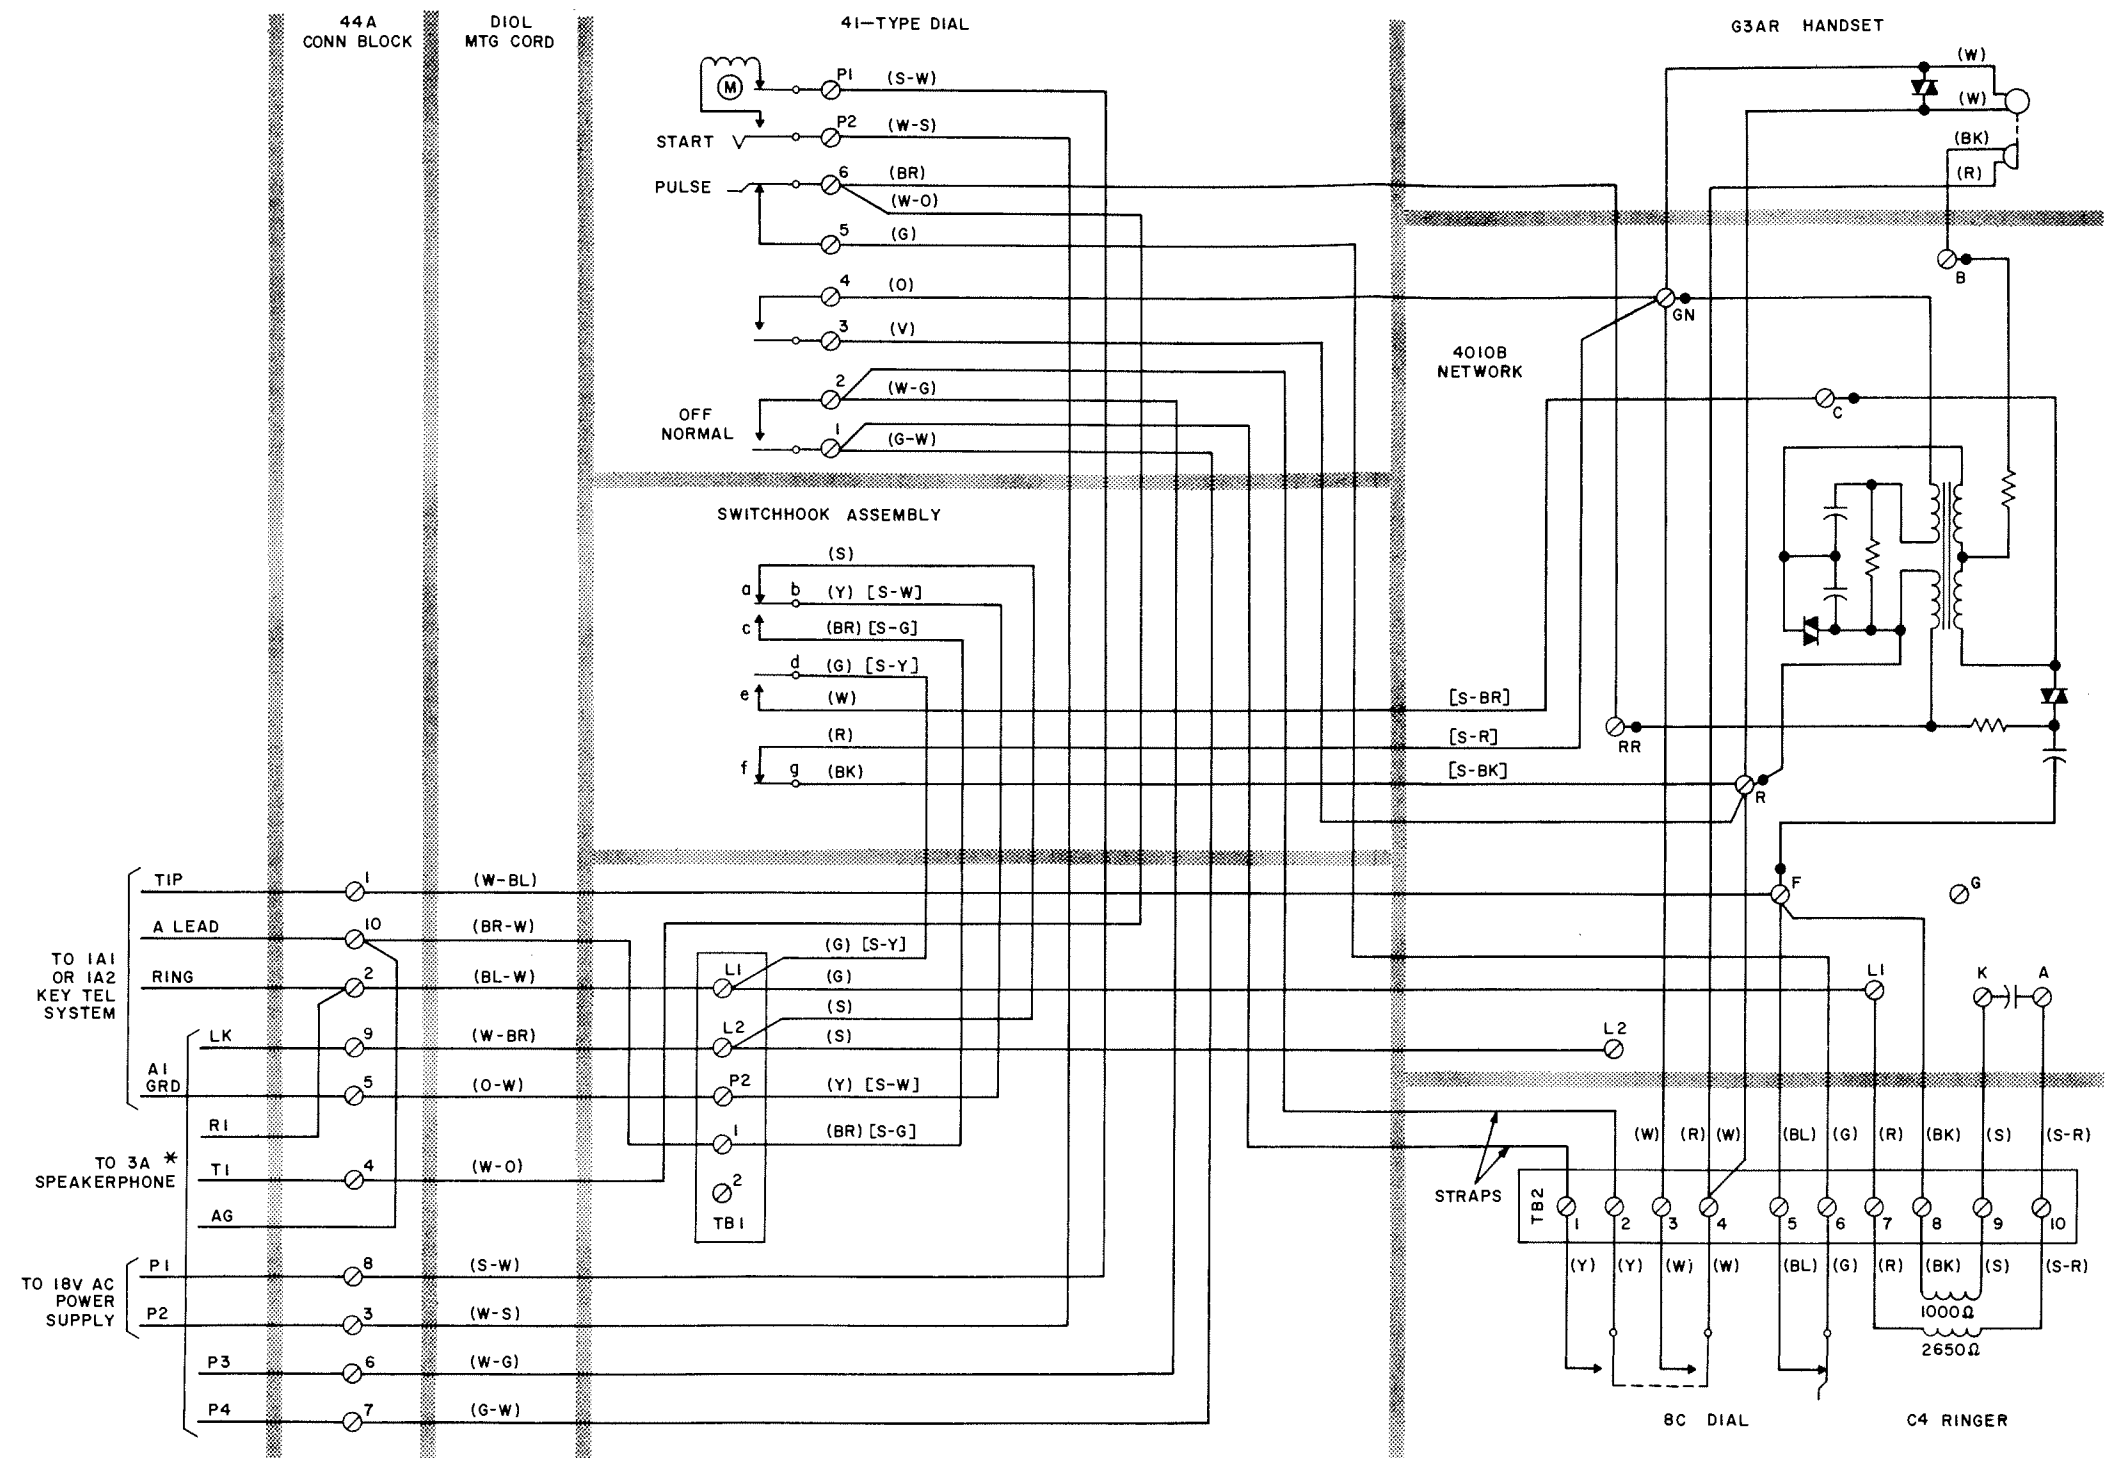 44A
CONN BLOCK
D10L
MTG CORD
41-TYPE DIAL
G3AR HANDSET
M
P1
(S-W)
START
P2
(W-S)
PULSE
6
(BR)
(W-O)
5
(G)
4
(O)
3
(V)
2
(W-G)
OFF
NORMAL
1
(G-W)
(W)
(W)
(BK)
(R)
B
GN
4010B
NETWORK
C
SWITCHHOOK ASSEMBLY
(S)
a
b
(Y) [S-W]
c
(BR) [S-G]
d
(G) [S-Y]
e
(W)
[S-BR]
(R)
[S-R]
f
g
(BK)
[S-BK]
RR
R
TO 1A1
OR 1A2
KEY TEL
SYSTEM
TIP
1
(W-BL)
F
G
A LEAD
10
(BR-W)
RING
2
(BL-W)
L1
(G) [S-Y]
(G)
L1
K
A
LK
9
(W-BR)
L2
(S)
(S)
L2
A1
GRD
5
(O-W)
P2
(Y) [S-W]
R1
1
(BR) [S-G]
TO 3A *
SPEAKERPHONE
T1
4
(W-O)
2
TB1
AG
TO 18V AC
POWER
SUPPLY
P1
8
(S-W)
P2
3
(W-S)
P3
6
(W-G)
P4
7
(G-W)
STRAPS
(W)
(R)
(W)
(BL)
(G)
(R)
(BK)
(S)
(S-R)
TB2
1
2
3
4
5
6
7
8
9
10
(Y)
(Y)
(W)
(W)
(BL)
(G)
(R)
(BK)
(S)
(S-R)
1000Ω
2650Ω
8C DIAL
C4 RINGER